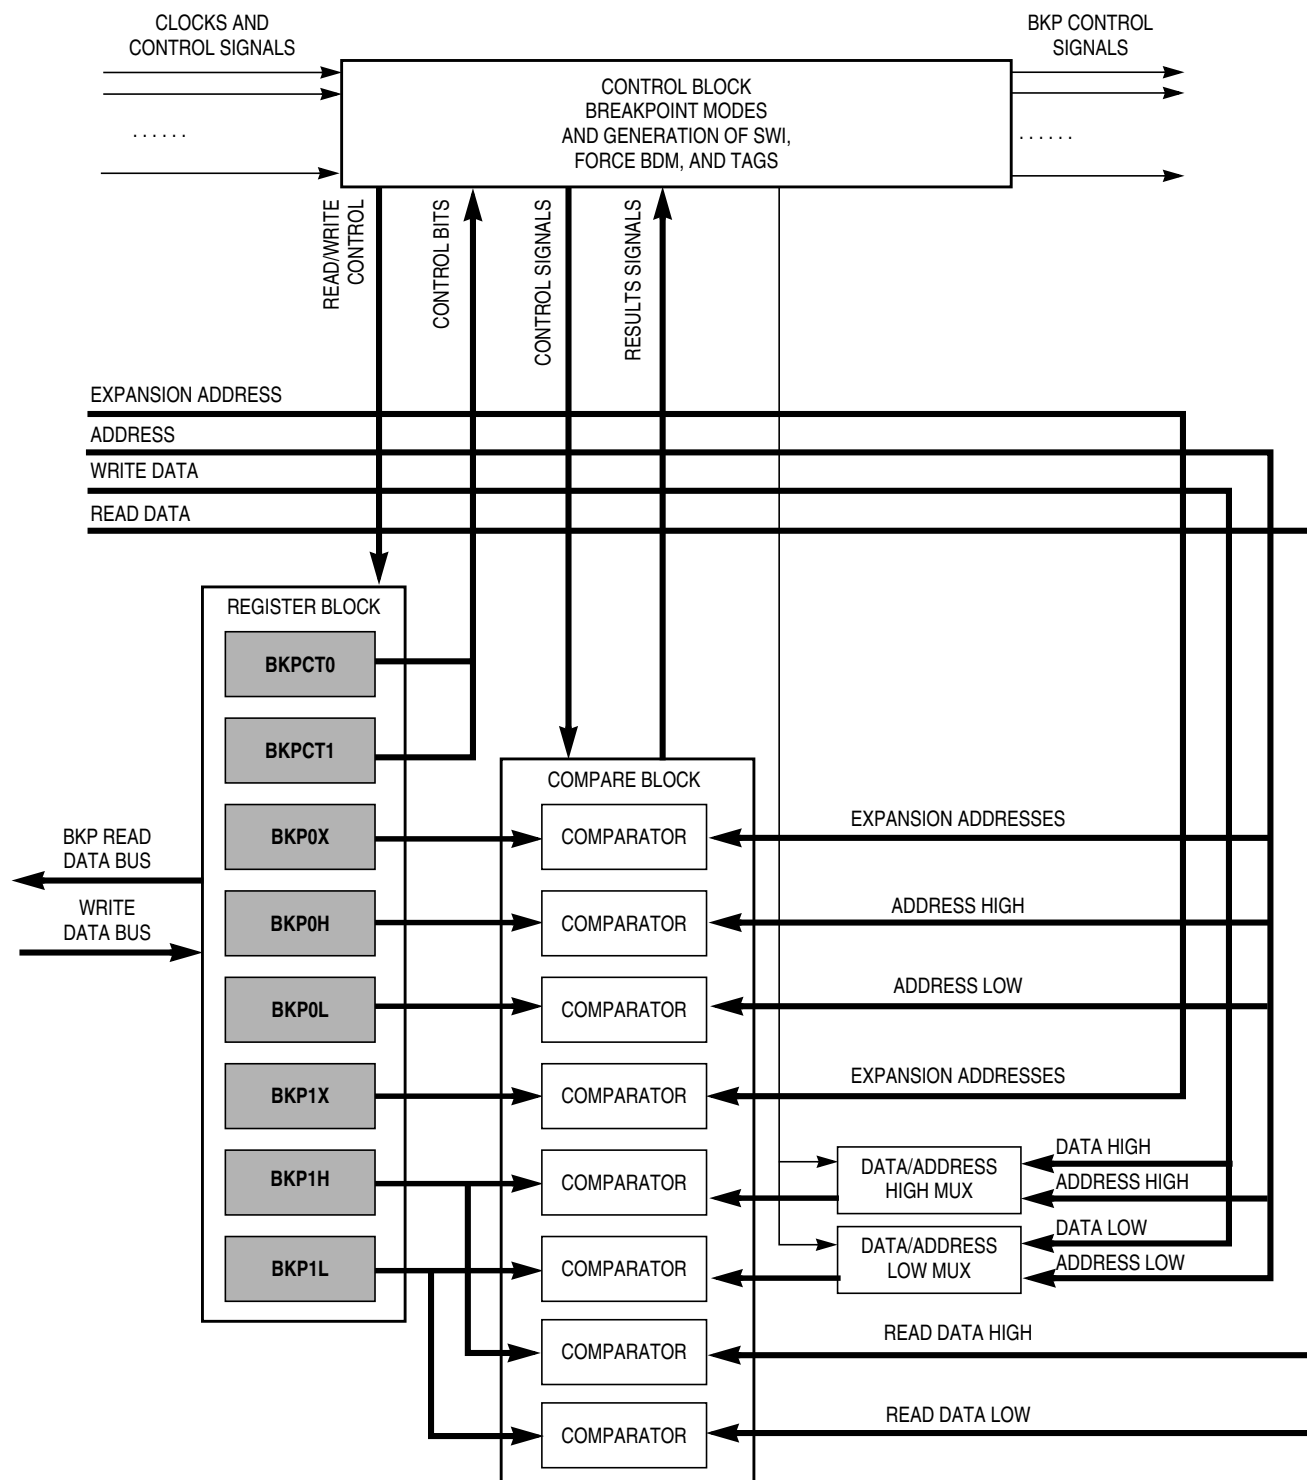 CLOCKS AND
CONTROL SIGNALS
BKP CONTROL
SIGNALS
. . . . . .
CONTROL BLOCK
BREAKPOINT MODES
AND GENERATION OF SWI,
FORCE BDM, AND TAGS
. . . . . .
READ/WRITE
CONTROL
CONTROL BITS
CONTROL SIGNALS
RESULTS SIGNALS
EXPANSION ADDRESS
ADDRESS
WRITE DATA
READ DATA
REGISTER BLOCK
BKPCT0
BKPCT1
COMPARE BLOCK
BKP0X
COMPARATOR
EXPANSION ADDRESSES
BKP READ
DATA BUS
WRITE
DATA BUS
BKP0H
COMPARATOR
ADDRESS HIGH
BKP0L
COMPARATOR
ADDRESS LOW
BKP1X
COMPARATOR
EXPANSION ADDRESSES
BKP1H
COMPARATOR
DATA/ADDRESS
HIGH MUX
DATA HIGH
ADDRESS HIGH
BKP1L
COMPARATOR
DATA/ADDRESS
LOW MUX
DATA LOW
ADDRESS LOW
COMPARATOR
READ DATA HIGH
COMPARATOR
READ DATA LOW